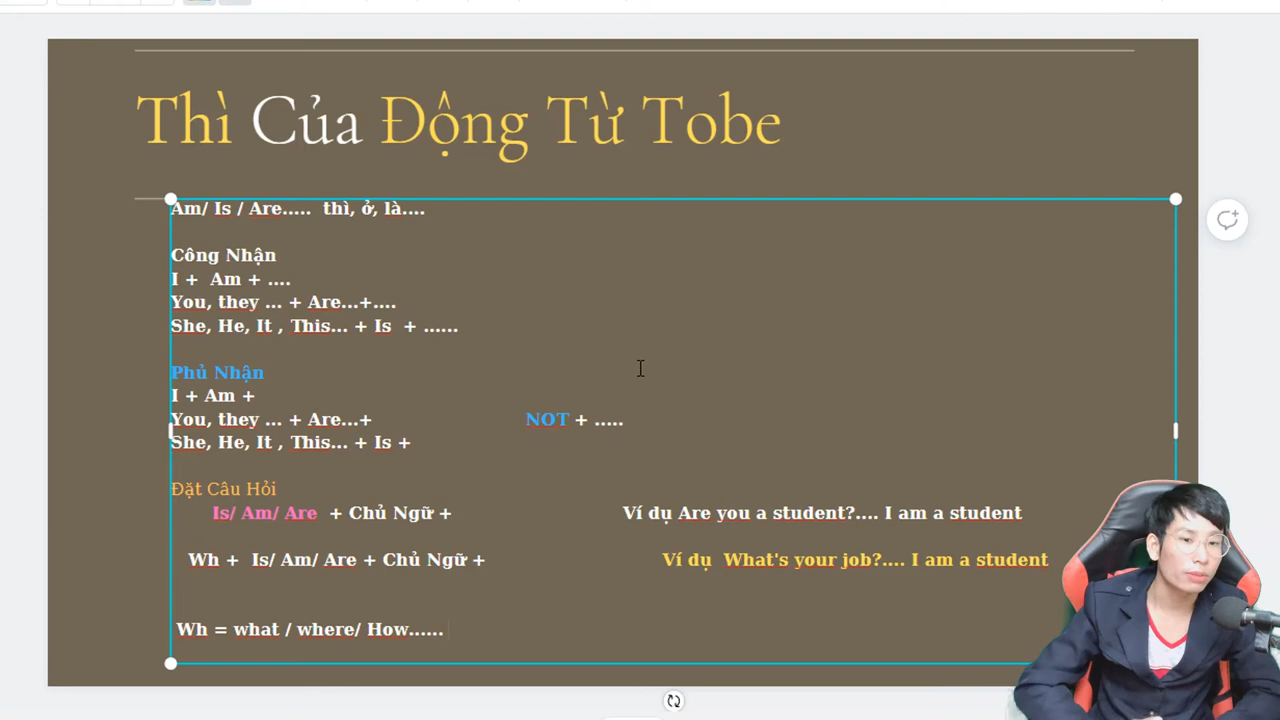 Thì Của Động Từ Tobe
Am/ Is / Are..... thì, ở, là....
Công Nhận
I + Am + ....
You, they ... + Are...+....
She, He, It , This... + Is + ......
Phủ Nhận
I + Am +
You, they ... + Are...+ NOT + .....
She, He, It , This... + Is +
Đặt Câu Hỏi
Is/ Am/ Are + Chủ Ngữ + Ví dụ Are you a student?.... I am a student
Wh + Is/ Am/ Are + Chủ Ngữ + Ví dụ What's your job?.... I am a student
Wh = what / where/ How......